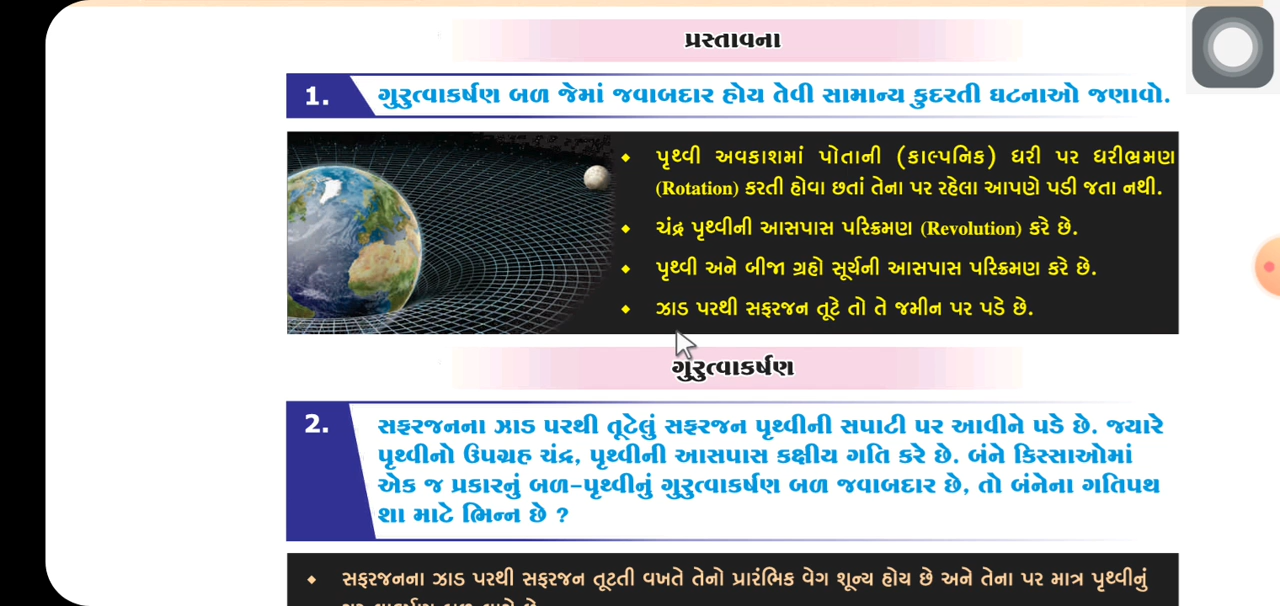 પ્રસ્તાવના
1. ગુરુત્વાકર્ષણ બળ જેમાં જવાબદાર હોય તેવી સામાન્ય કુદરતી ઘટનાઓ જણાવો.
◆ પૃથ્વી અવકાશમાં પોતાની (કાલ્પનિક) ધરી પર ધરીભ્રમણ
(Rotation) કરતી હોવા છતાં તેના પર રહેલા આપણે પડી જતા નથી.
◆ ચંદ્ર પૃથ્વીની આસપાસ પરિક્રમણ (Revolution) કરે છે.
◆ પૃથ્વી અને બીજા ગ્રહો સૂર્યની આસપાસ પરિક્રમણ કરે છે.
◆ ઝાડ પરથી સફરજન તૂટે તો તે જમીન પર પડે છે.
ગુરુત્વાકર્ષણ
2. સફરજનના ઝાડ પરથી તૂટેલું સફરજન પૃથ્વીની સપાટી પર આવીને પડે છે. જ્યારે
પૃથ્વીનો ઉપગ્રહ ચંદ્ર, પૃથ્વીની આસપાસ કક્ષીય ગતિ કરે છે. બંને કિસ્સાઓમાં
એક જ પ્રકારનું બળ–પૃથ્વીનું ગુરુત્વાકર્ષણ બળ જવાબદાર છે, તો બંનેના ગતિપથ
શા માટે ભિન્ન છે ?
◆ સફરજનના ઝાડ પરથી સફરજન તૂટતી વખતે તેનો પ્રારંભિક વેગ શૂન્ય હોય છે અને તેના પર માત્ર પૃથ્વીનું